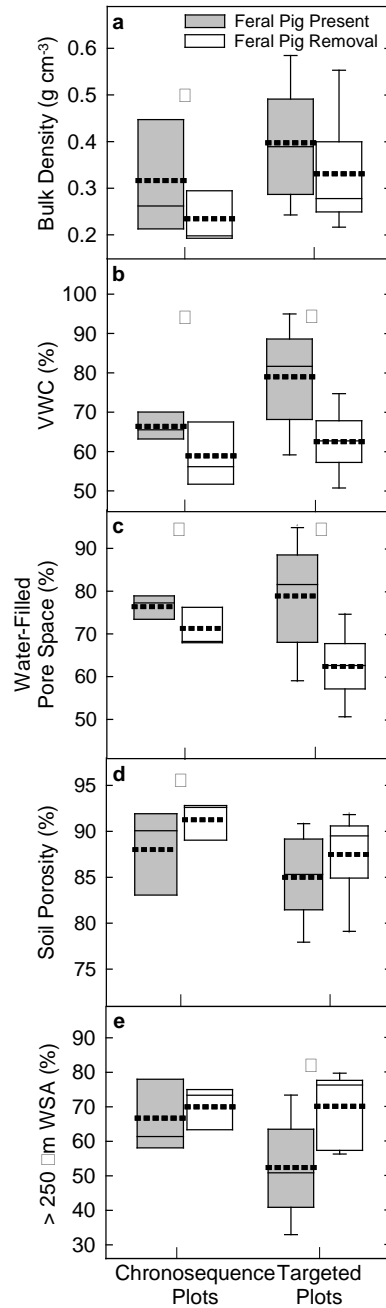 a
Feral Pig Present
Feral Pig Removal
Bulk Density (g cm-3)
0.6
0.5
0.4
0.3
0.2
b
VWC (%)
100
90
80
70
60
50
c
Water-Filled
Pore Space (%)
90
80
70
60
50
d
Soil Porosity (%)
95
90
85
80
75
e
> 250 □m WSA (%)
90
80
70
60
50
40
30
Chronosequence
Plots
Targeted
Plots